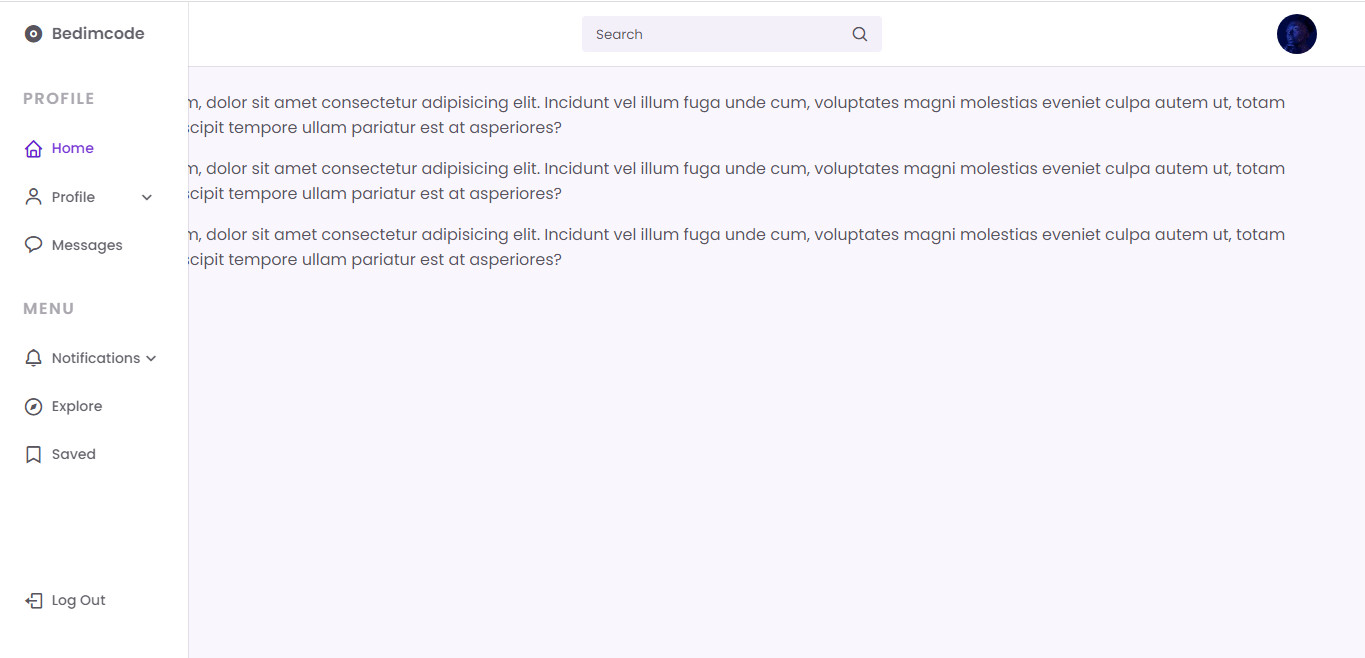 Bedimcode
Search
PROFILE
Home
Profile
Messages
MENU
Notifications
Explore
Saved
Log Out
m, dolor sit amet consectetur adipisicing elit. Incidunt vel illum fuga unde cum, voluptates magni molestias eveniet culpa autem ut, totam
scipit tempore ullam pariatur est at asperiores?
m, dolor sit amet consectetur adipisicing elit. Incidunt vel illum fuga unde cum, voluptates magni molestias eveniet culpa autem ut, totam
scipit tempore ullam pariatur est at asperiores?
m, dolor sit amet consectetur adipisicing elit. Incidunt vel illum fuga unde cum, voluptates magni molestias eveniet culpa autem ut, totam
scipit tempore ullam pariatur est at asperiores?